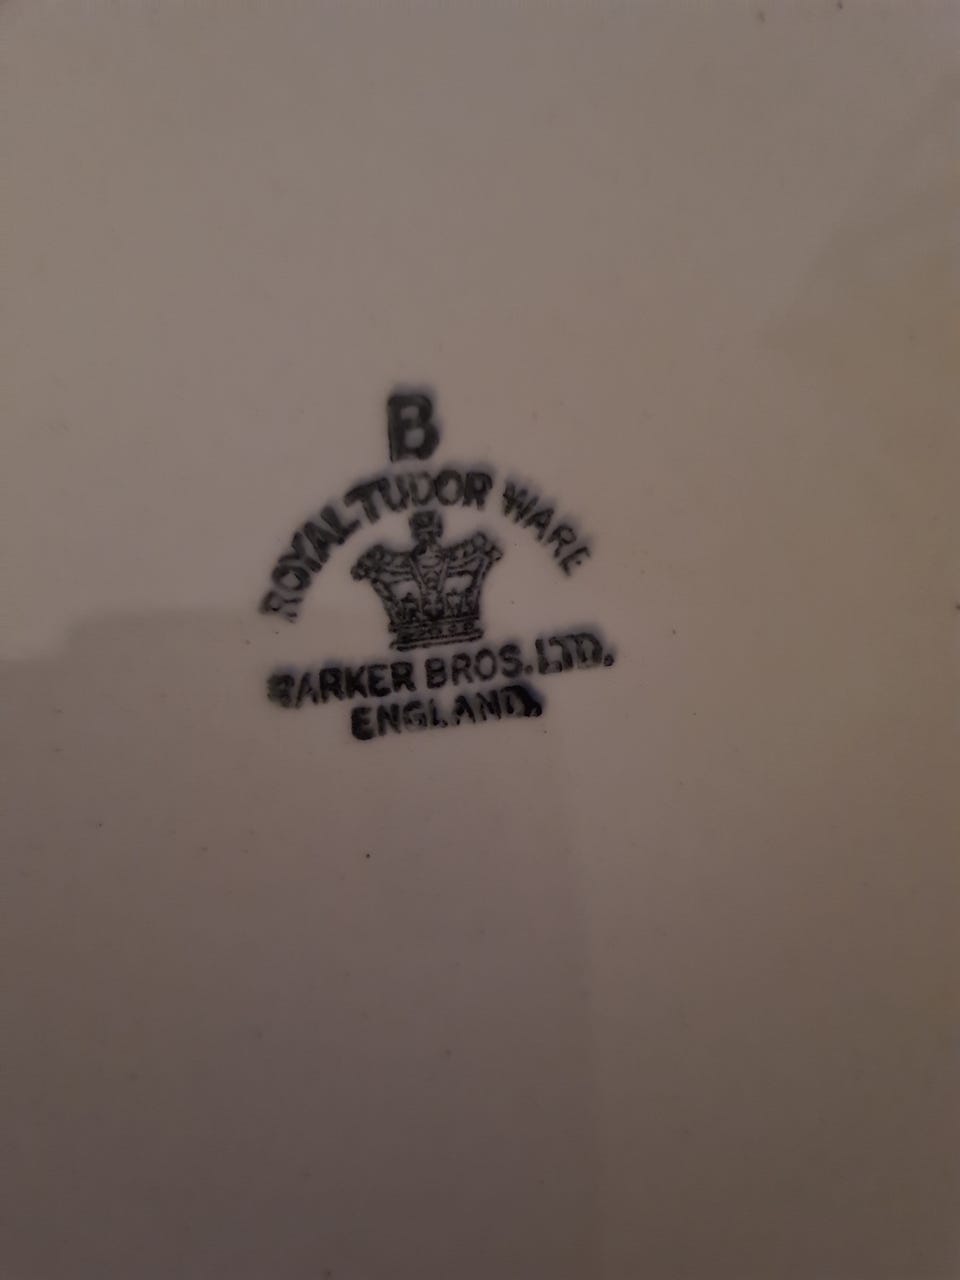 B
ROYAL TUDOR WARE
BARKER BROS. LTD.
ENGLAND